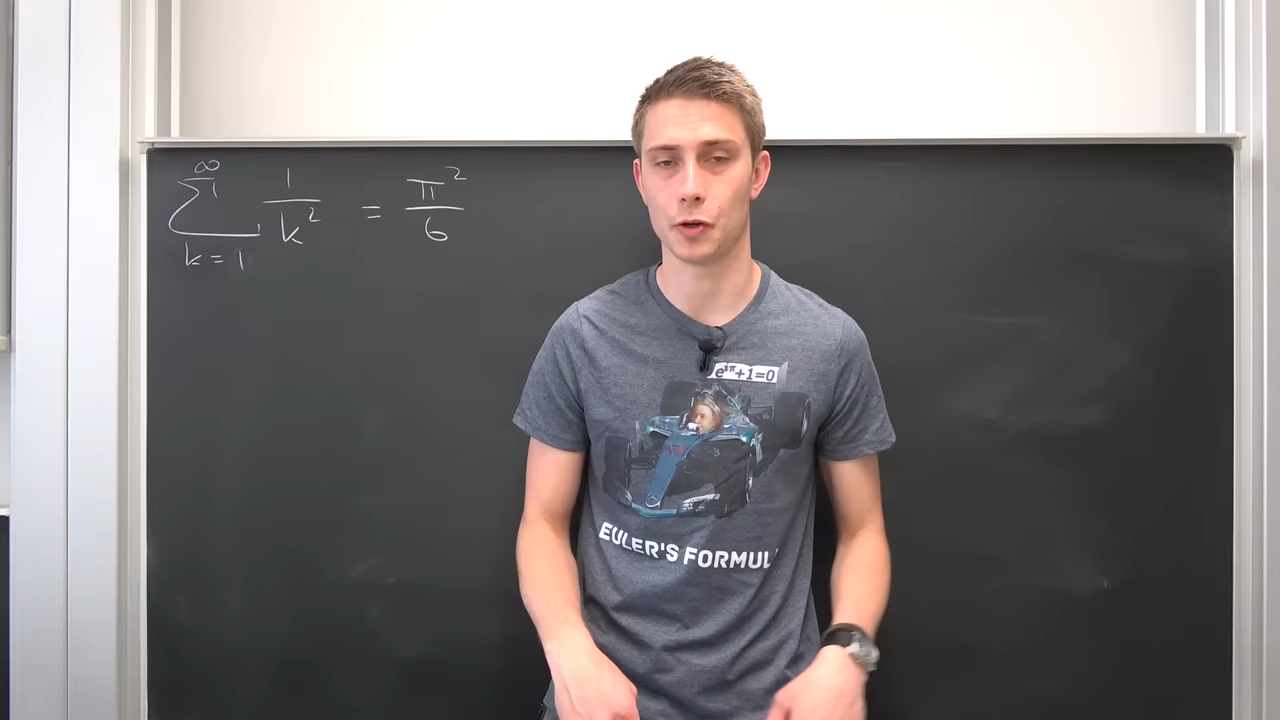 ∞
∑ 1/k² = π²/6
k=1
e^iπ+1=0
EULER'S FORMUL